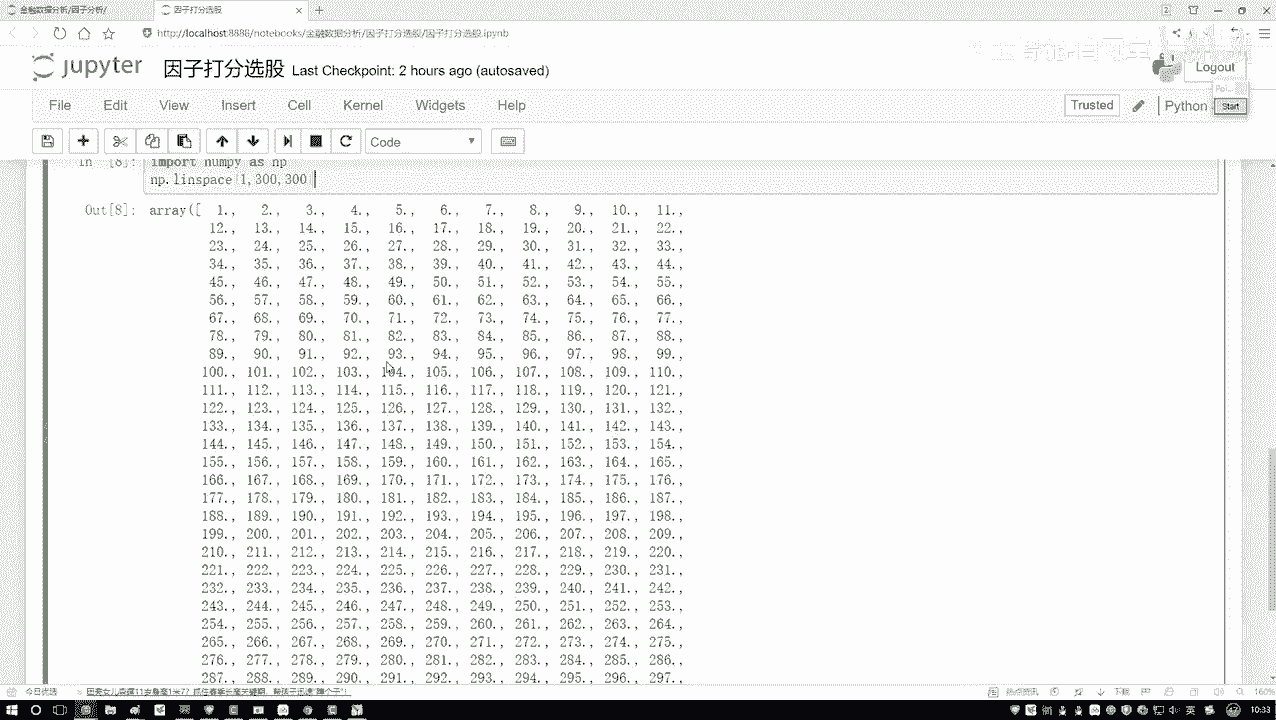 金融数据分析/因子分析/
因子打分选股
http://localhost:8886/notebooks/金融数据分析/因子打分选股/因子打分选股.ipynb
jupyter 因子打分选股 Last Checkpoint: 2 hours ago (autosaved)
Logout
File Edit View Insert Cell Kernel Widgets Help
Trusted Python
Start
Code
In [8]: import numpy as np
np.linspace(1,300,300)
Out[8]: array([ 1., 2., 3., 4., 5., 6., 7., 8., 9., 10., 11.,
12., 13., 14., 15., 16., 17., 18., 19., 20., 21., 22.,
23., 24., 25., 26., 27., 28., 29., 30., 31., 32., 33.,
34., 35., 36., 37., 38., 39., 40., 41., 42., 43., 44.,
45., 46., 47., 48., 49., 50., 51., 52., 53., 54., 55.,
56., 57., 58., 59., 60., 61., 62., 63., 64., 65., 66.,
67., 68., 69., 70., 71., 72., 73., 74., 75., 76., 77.,
78., 79., 80., 81., 82., 83., 84., 85., 86., 87., 88.,
89., 90., 91., 92., 93., 94., 95., 96., 97., 98., 99.,
100., 101., 102., 103., 104., 105., 106., 107., 108., 109., 110.,
111., 112., 113., 114., 115., 116., 117., 118., 119., 120., 121.,
122., 123., 124., 125., 126., 127., 128., 129., 130., 131., 132.,
133., 134., 135., 136., 137., 138., 139., 140., 141., 142., 143.,
144., 145., 146., 147., 148., 149., 150., 151., 152., 153., 154.,
155., 156., 157., 158., 159., 160., 161., 162., 163., 164., 165.,
166., 167., 168., 169., 170., 171., 172., 173., 174., 175., 176.,
177., 178., 179., 180., 181., 182., 183., 184., 185., 186., 187.,
188., 189., 190., 191., 192., 193., 194., 195., 196., 197., 198.,
199., 200., 201., 202., 203., 204., 205., 206., 207., 208., 209.,
210., 211., 212., 213., 214., 215., 216., 217., 218., 219., 220.,
221., 222., 223., 224., 225., 226., 227., 228., 229., 230., 231.,
232., 233., 234., 235., 236., 237., 238., 239., 240., 241., 242.,
243., 244., 245., 246., 247., 248., 249., 250., 251., 252., 253.,
254., 255., 256., 257., 258., 259., 260., 261., 262., 263., 264.,
265., 266., 267., 268., 269., 270., 271., 272., 273., 274., 275.,
276., 277., 278., 279., 280., 281., 282., 283., 284., 285., 286.,
287., 288., 289., 290., 291., 292., 293., 294., 295., 296., 297.,
今日优选
热点资讯 下载 160%
英 10:33